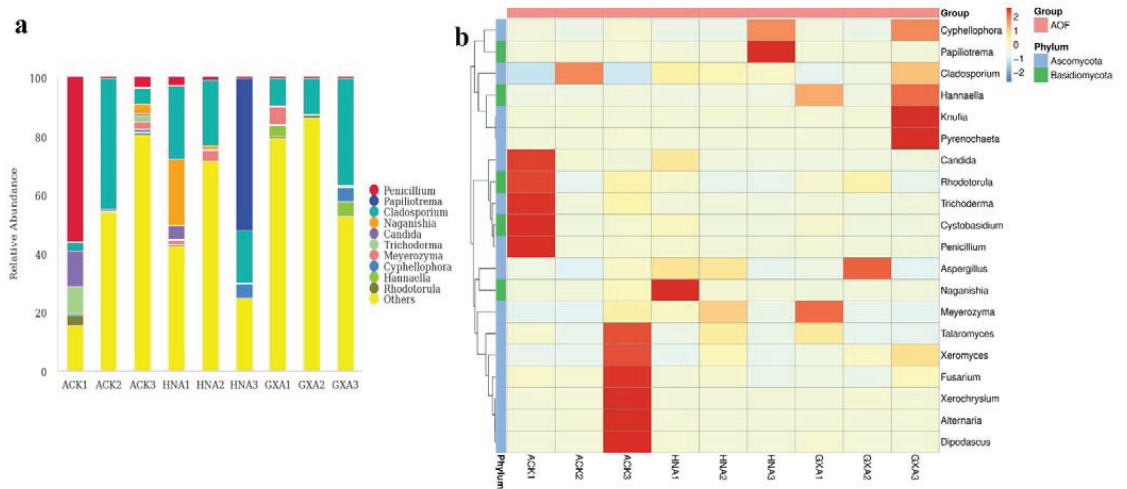 a
Relative Abundance
100
80
60
40
20
0
ACK1 ACK2 ACK3 HNA1 HNA2 HNA3 GXA1 GXA2 GXA3
Penicillium
Papiliotrema
Cladosporium
Naganishia
Candida
Trichoderma
Meyerozyma
Cyphellophora
Hannaella
Rhodotorula
Others
b
Group
Cyphellophora
Papiliotrema
Cladosporium
Hannaella
Knufia
Pyrenochaeta
Candida
Rhodotorula
Trichoderma
Cystobasidium
Penicillium
Aspergillus
Naganishia
Meyerozyma
Talaromyces
Xeromyces
Fusarium
Xerochrysium
Alternaria
Dipodascus
Phylum ACK1 ACK2 ACK3 HNA1 HNA2 HNA3 GXA1 GXA2 GXA3
2
1
0
-1
-2
Group
AOF
Phylum
Ascomycota
Basidiomycota